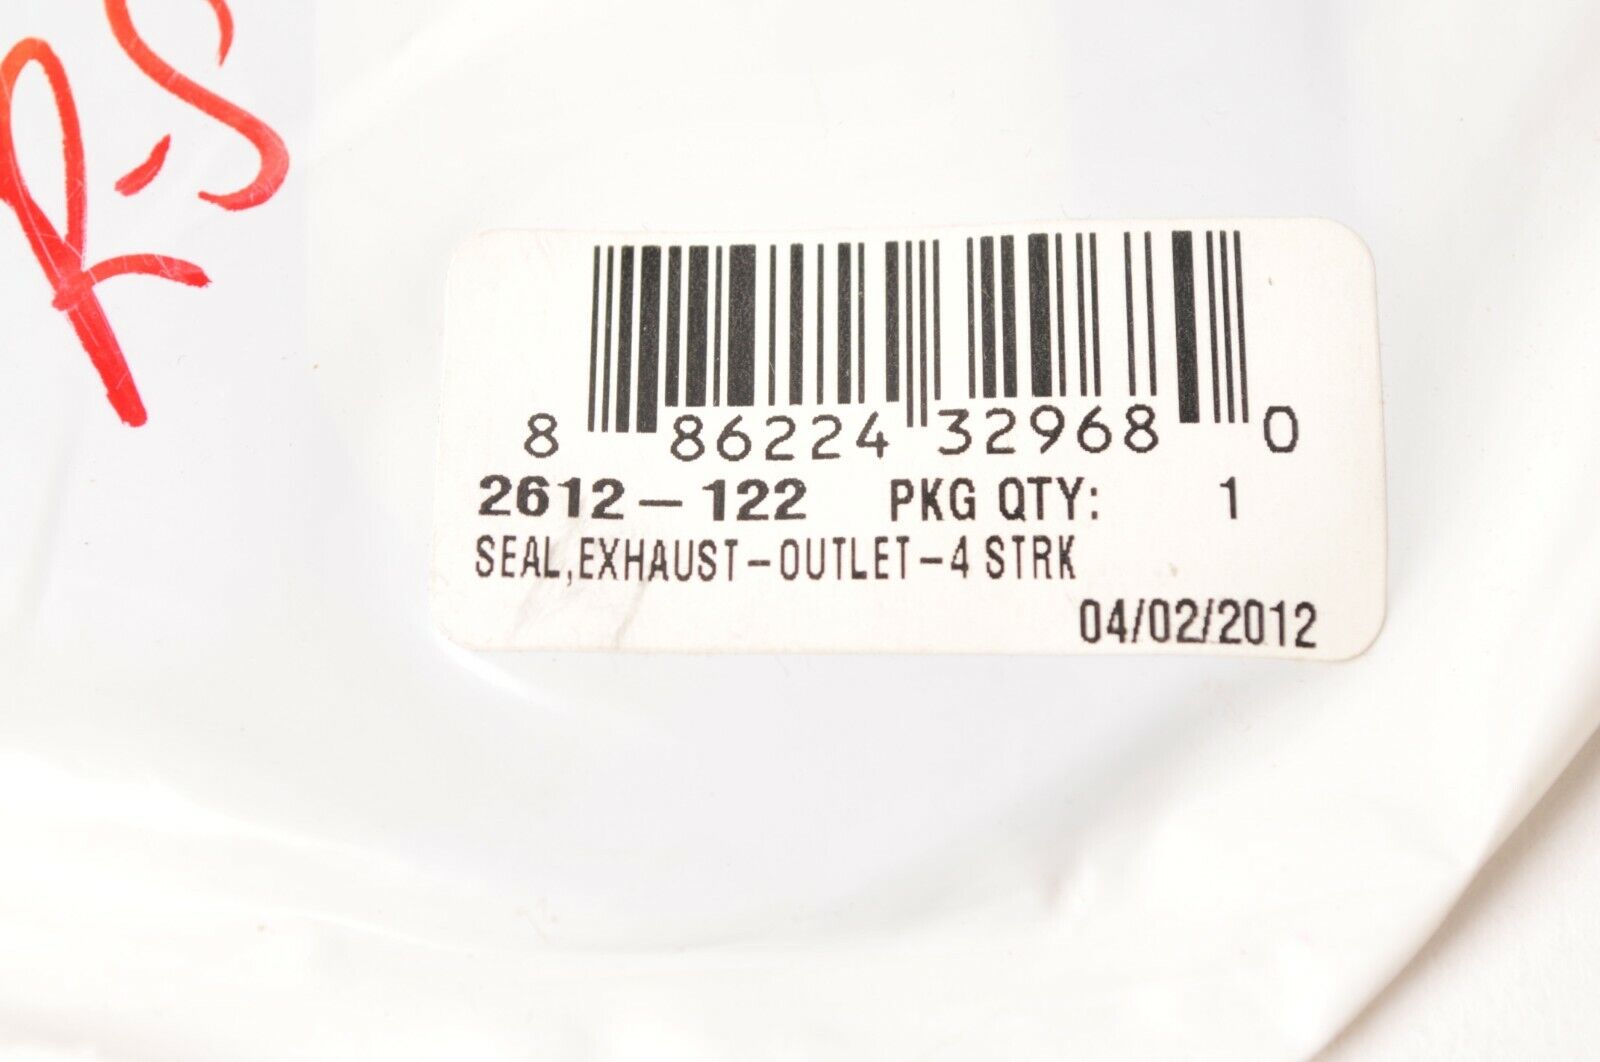 R-S
8 86224 32968 0
2612-122 PKG QTY: 1
SEAL,EXHAUST-OUTLET-4 STRK
04/02/2012